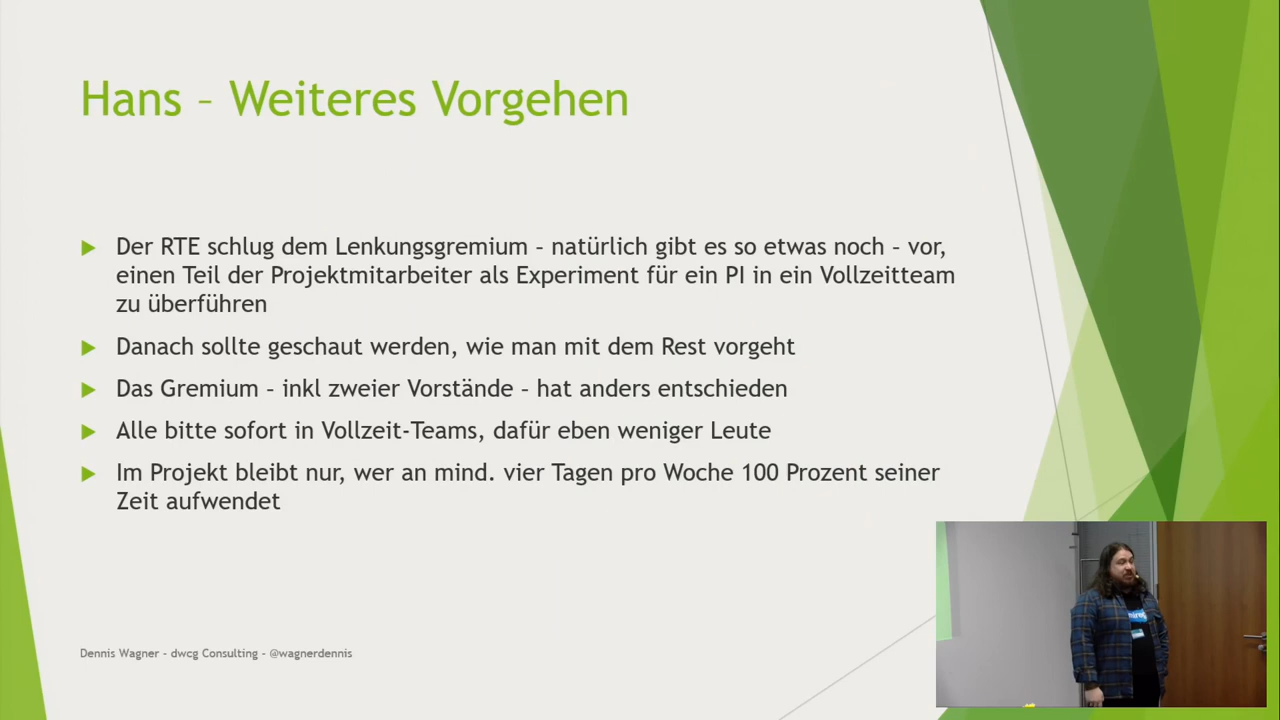 Hans – Weiteres Vorgehen
Der RTE schlug dem Lenkungsgremium – natürlich gibt es so etwas noch – vor,
einen Teil der Projektmitarbeiter als Experiment für ein PI in ein Vollzeitteam
zu überführen
Danach sollte geschaut werden, wie man mit dem Rest vorgeht
Das Gremium – inkl zweier Vorstände – hat anders entschieden
Alle bitte sofort in Vollzeit-Teams, dafür eben weniger Leute
Im Projekt bleibt nur, wer an mind. vier Tagen pro Woche 100 Prozent seiner
Zeit aufwendet
Dennis Wagner - dwcg Consulting - @wagnerdennis